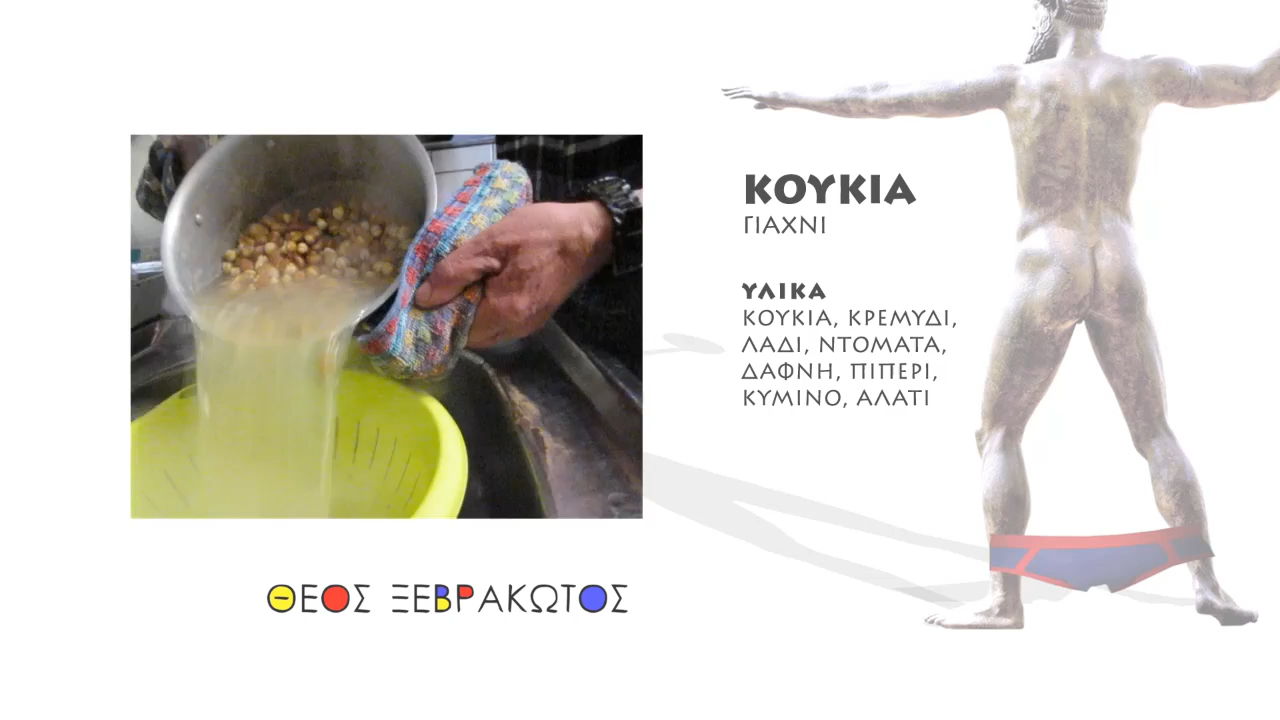 ΚΟΥΚΙΑ
ΓΙΑΧΝΙ
ΥΛΙΚΑ
ΚΟΥΚΙΑ, ΚΡΕΜΥΔΙ,
ΛΑΔΙ, ΝΤΟΜΑΤΑ,
ΔΑΦΝΗ, ΠΙΠΕΡΙ,
ΚΥΜΙΝΟ, ΑΛΑΤΙ
ΘΕΟΣ ΞΕΒΡΑΚΩΤΟΣ